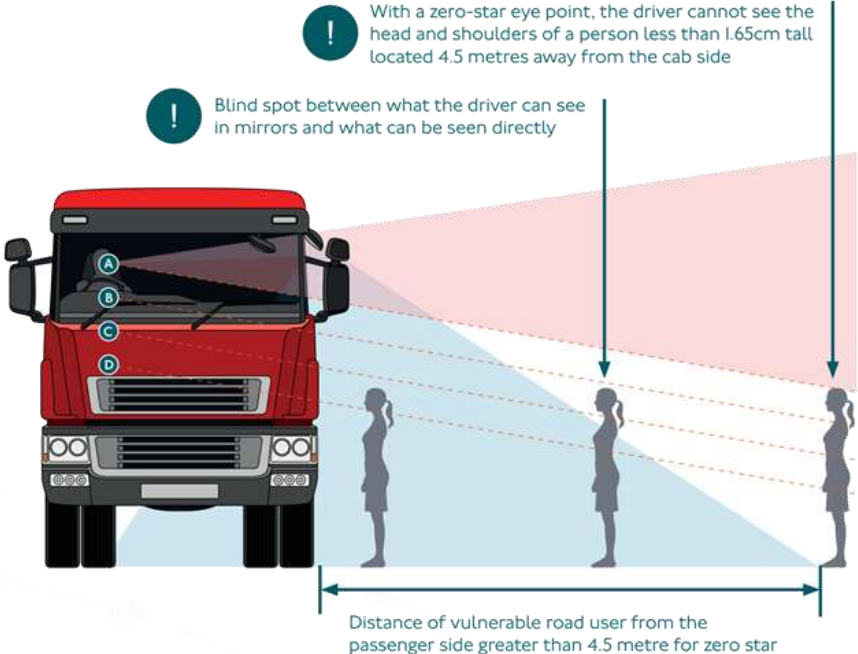 With a zero-star eye point, the driver cannot see the
head and shoulders of a person less than 1.65cm tall
located 4.5 metres away from the cab side
!
Blind spot between what the driver can see
in mirrors and what can be seen directly
!
A
B
C
D
Distance of vulnerable road user from the
passenger side greater than 4.5 metre for zero star